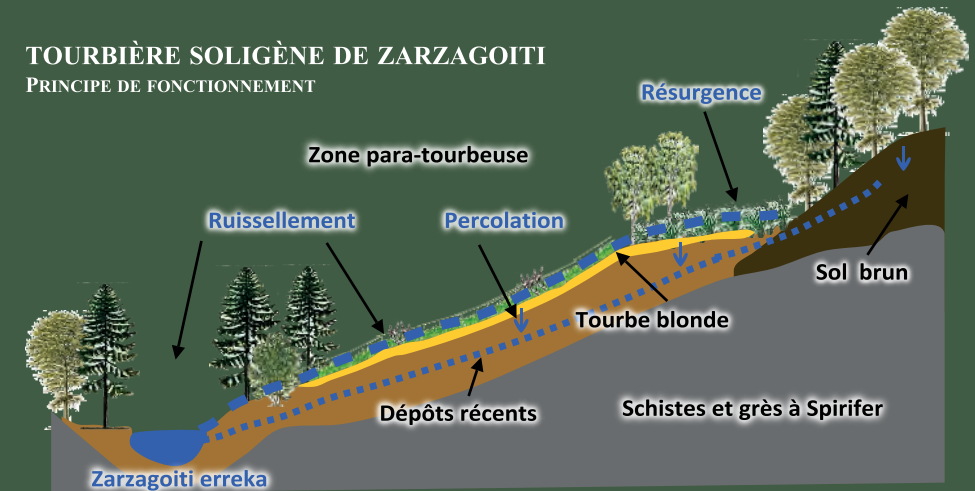 TOURBIÈRE SOLIGÈNE DE ZARZAGOITI
PRINCIPE DE FONCTIONNEMENT
Résurgence
Zone para-tourbeuse
Ruissellement
Percolation
Sol brun
Tourbe blonde
Dépôts récents
Schistes et grès à Spirifer
Zarzagoiti erreka